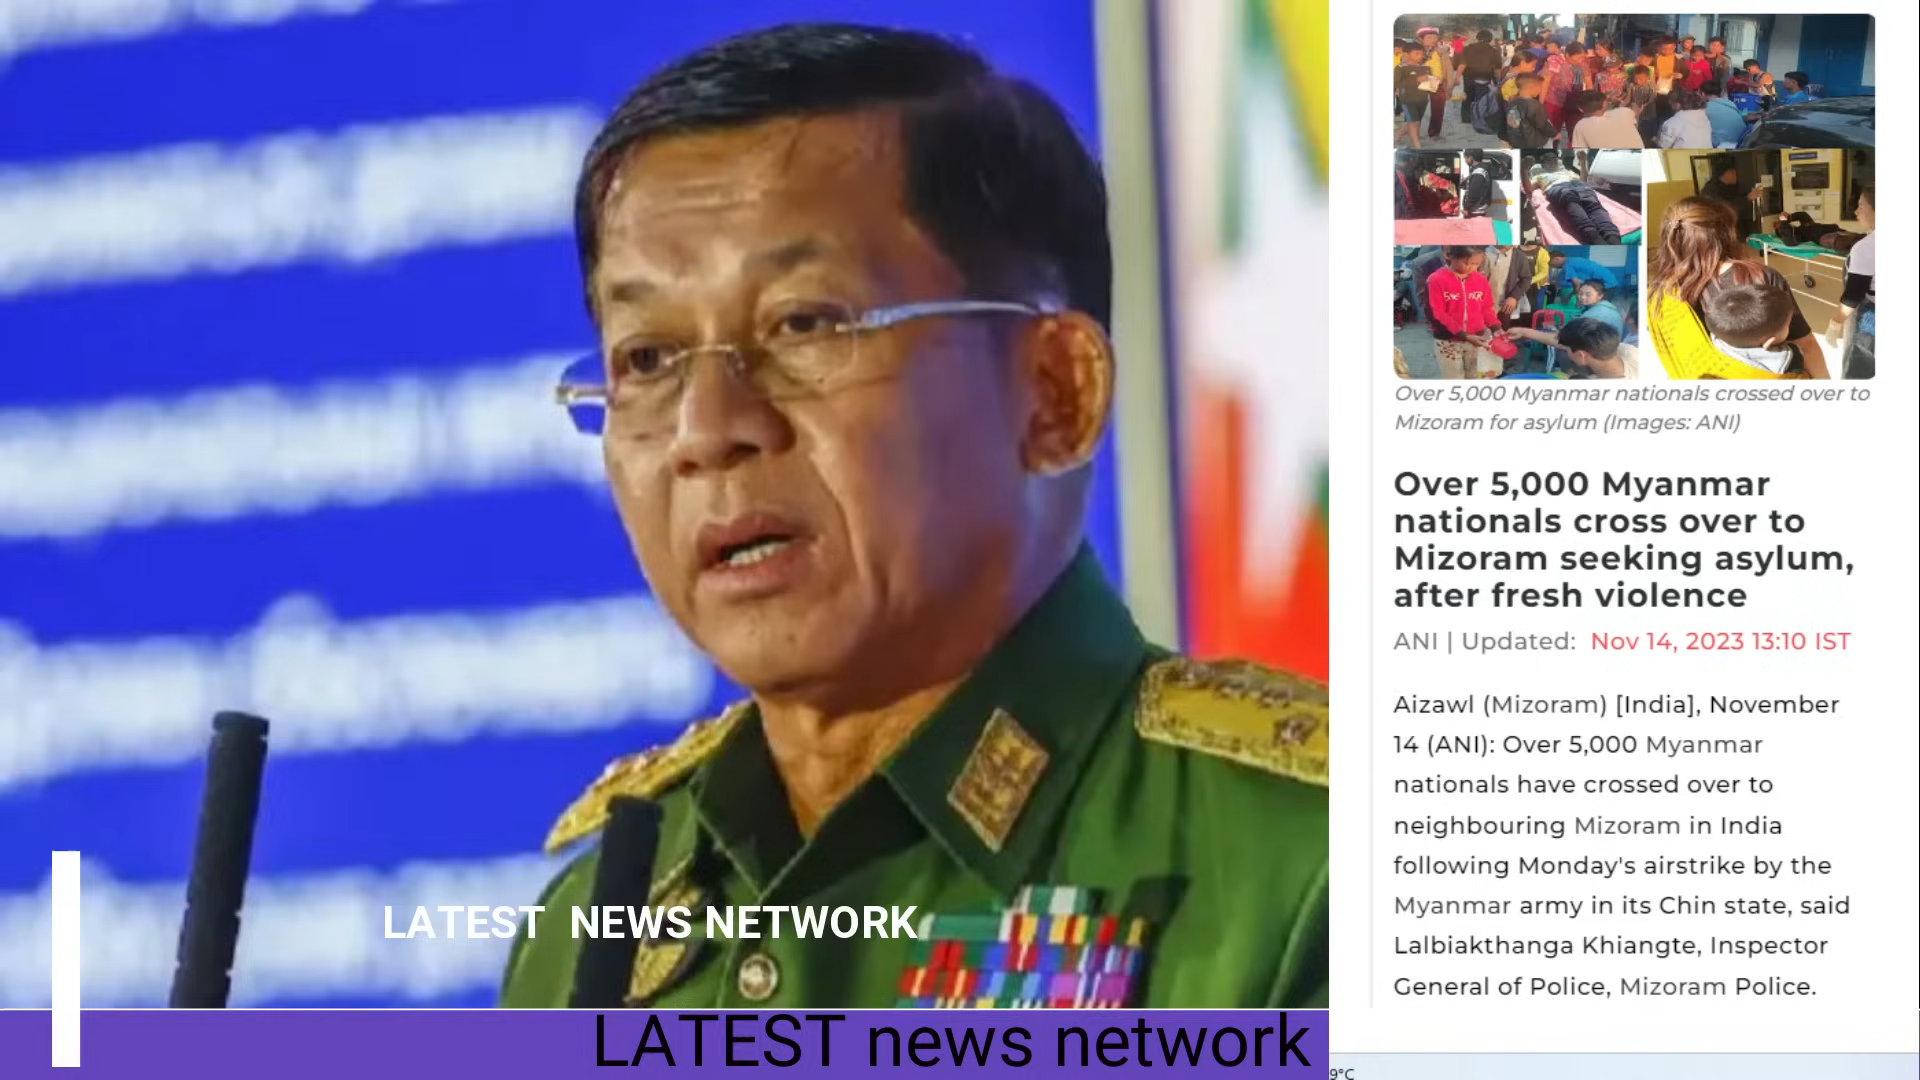 LATEST NEWS NETWORK
LATEST news network
Over 5,000 Myanmar nationals crossed over to
Mizoram for asylum (Images: ANI)
Over 5,000 Myanmar
nationals cross over to
Mizoram seeking asylum,
after fresh violence
ANI | Updated: Nov 14, 2023 13:10 IST
Aizawl (Mizoram) [India], November
14 (ANI): Over 5,000 Myanmar
nationals have crossed over to
neighbouring Mizoram in India
following Monday's airstrike by the
Myanmar army in its Chin state, said
Lalbiakthanga Khiangte, Inspector
General of Police, Mizoram Police.
9°C